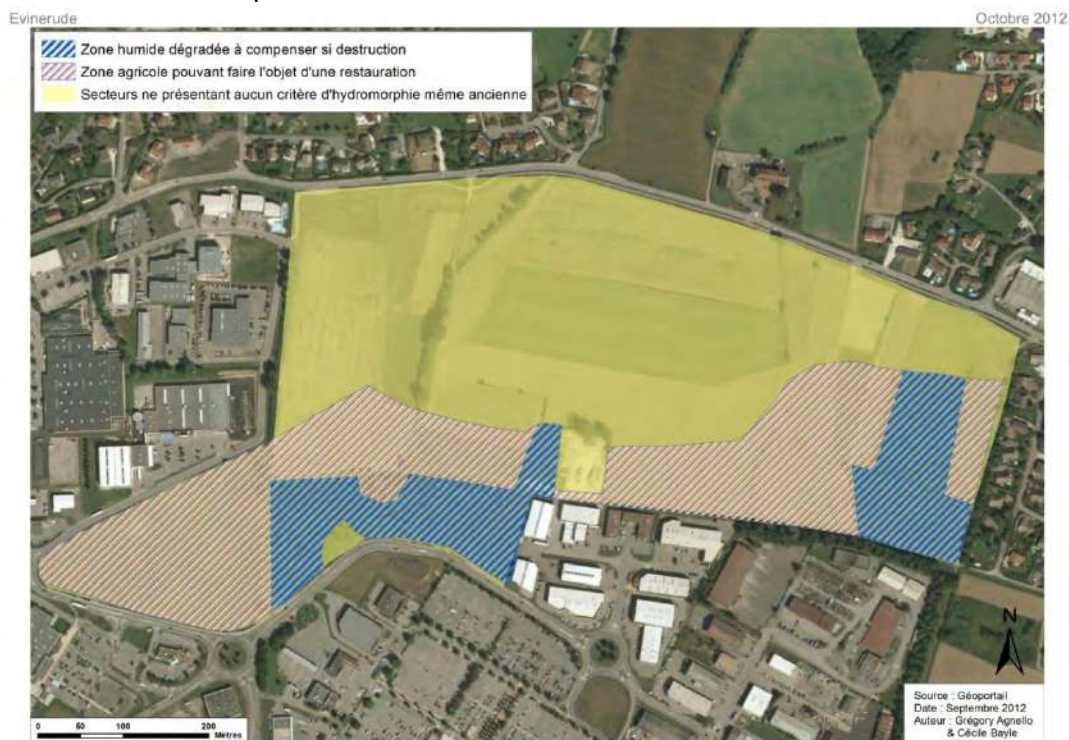 Evinerude
Octobre 2012
Zone humide dégradée à compenser si destruction
Zone agricole pouvant faire l'objet d'une restauration
Secteurs ne présentant aucun critère d'hydromorphie même ancienne
N
0 50 100 200
Mètres
Source : Géoportail
Date : Septembre 2012
Auteur : Grégory Agnello
& Cécile Bayle